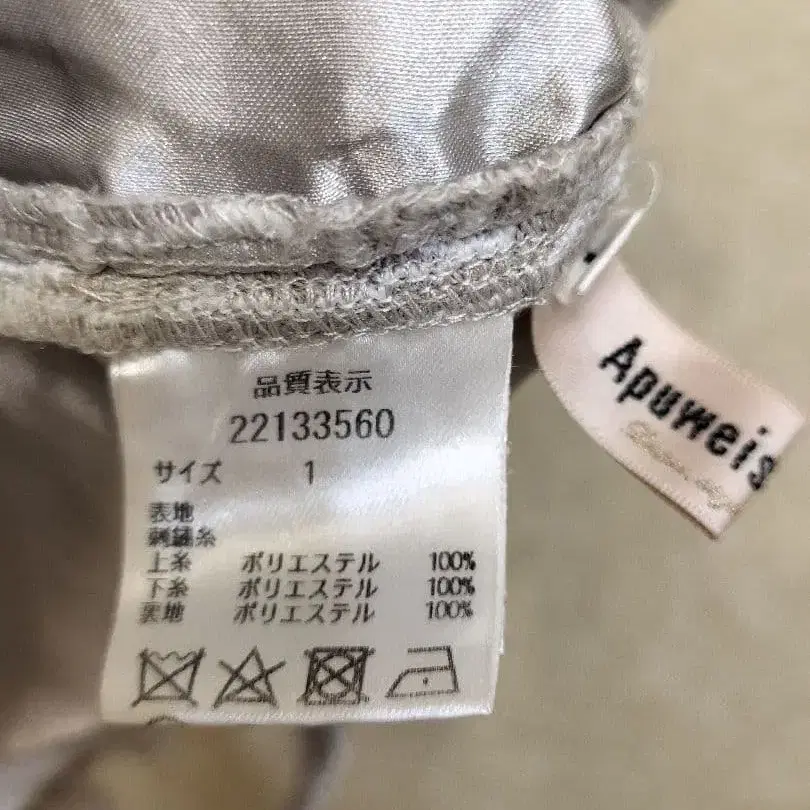 品質表示
22133560
サイズ 1
表地
刺繍糸
上糸 ポリエステル 100%
下糸 ポリエステル 100%
裏地 ポリエステル 100%
Apuweis